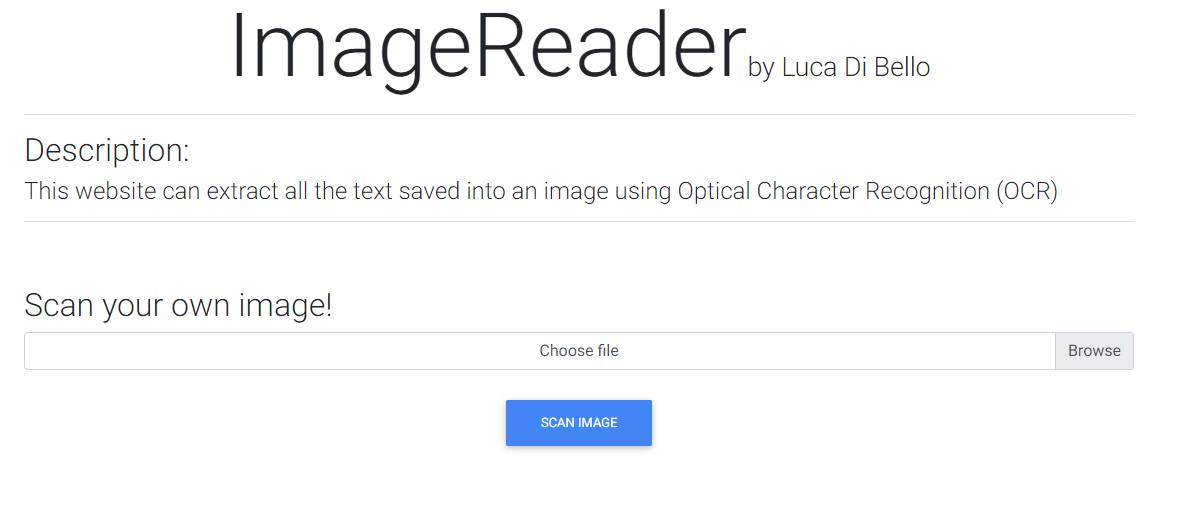 ImageReader by Luca Di Bello
Description:
This website can extract all the text saved into an image using Optical Character Recognition (OCR)
Scan your own image!
Choose file Browse
SCAN IMAGE